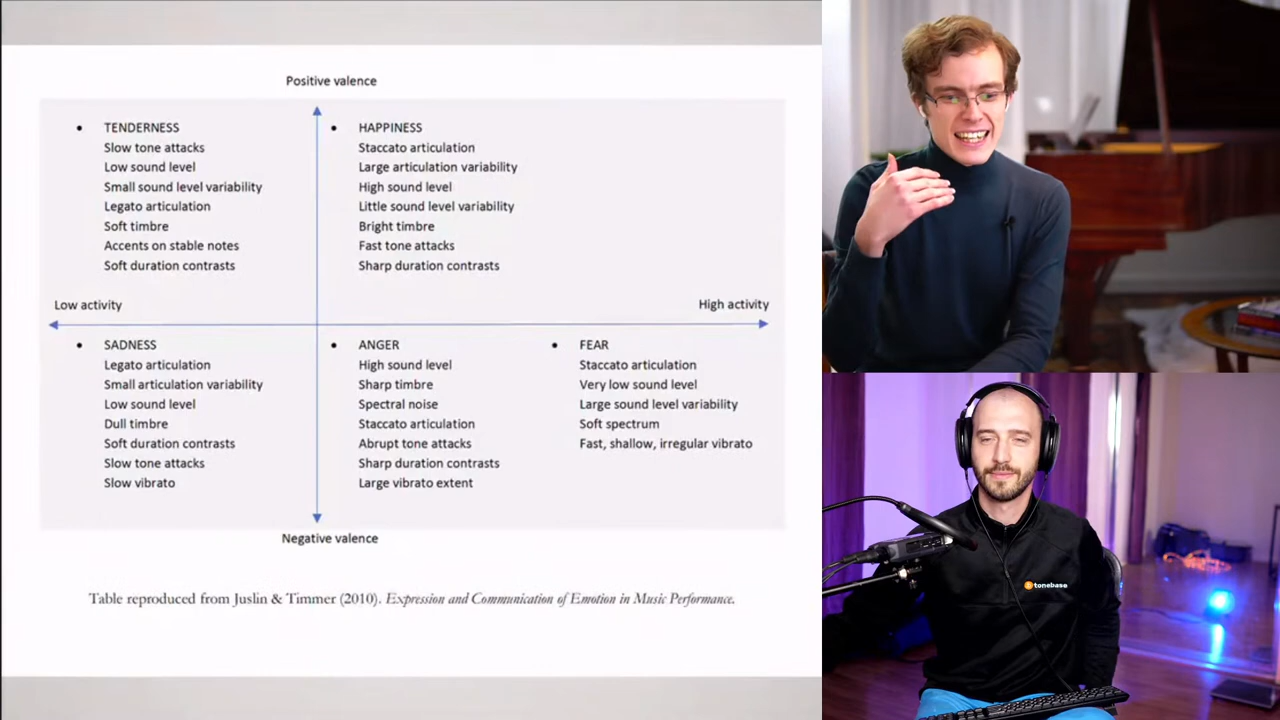 Positive valence
• TENDERNESS
Slow tone attacks
Low sound level
Small sound level variability
Legato articulation
Soft timbre
Accents on stable notes
Soft duration contrasts
• HAPPINESS
Staccato articulation
Large articulation variability
High sound level
Little sound level variability
Bright timbre
Fast tone attacks
Sharp duration contrasts
Low activity
High activity
• SADNESS
Legato articulation
Small articulation variability
Low sound level
Dull timbre
Soft duration contrasts
Slow tone attacks
Slow vibrato
• ANGER
High sound level
Sharp timbre
Spectral noise
Staccato articulation
Abrupt tone attacks
Sharp duration contrasts
Large vibrato extent
• FEAR
Staccato articulation
Very low sound level
Large sound level variability
Soft spectrum
Fast, shallow, irregular vibrato
Negative valence
Table reproduced from Juslin & Timmer (2010). Expression and Communication of Emotion in Music Performance.
tonebase